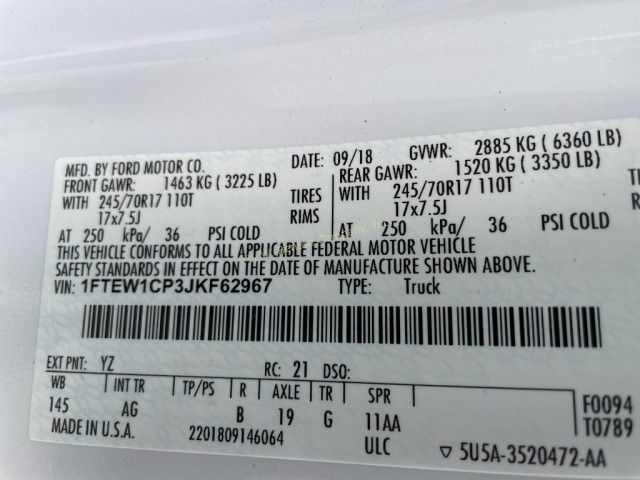 MFD. BY FORD MOTOR CO. DATE: 09/18 GVWR: 2885 KG ( 6360 LB)
FRONT GAWR: 1463 KG ( 3225 LB) REAR GAWR: 1520 KG ( 3350 LB)
WITH 245/70R17 110T TIRES WITH 245/70R17 110T
17x7.5J RIMS 17x7.5J
AT 250 kPa/ 36 PSI COLD AT 250 kPa/ 36 PSI COLD
THIS VEHICLE CONFORMS TO ALL APPLICABLE FEDERAL MOTOR VEHICLE
SAFETY STANDARDS IN EFFECT ON THE DATE OF MANUFACTURE SHOWN ABOVE.
VIN: 1FTEW1CP3JKF62967 TYPE: Truck
EXT PNT: YZ RC: 21 DSO:
WB INT TR TP/PS R AXLE TR SPR
145 AG B 19 G 11AA F0094
MADE IN U.S.A. 2201809146064 ULC T0789
▽ 5U5A-3520472-AA